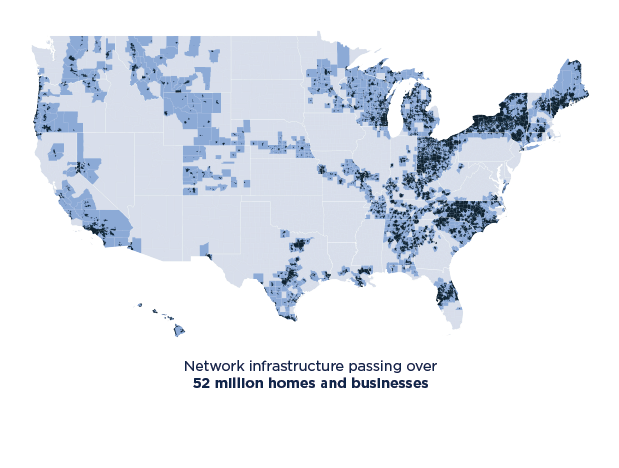 Network infrastructure passing over
52 million homes and businesses